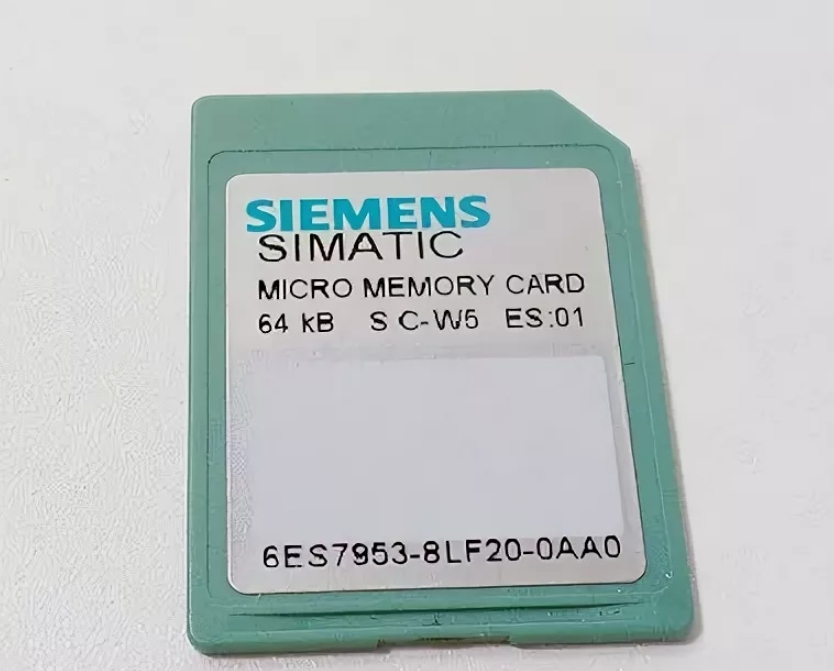 SIEMENS
SIMATIC
MICRO MEMORY CARD
64 kB S C-W5 ES:01
6ES7953-8LF20-0AA0